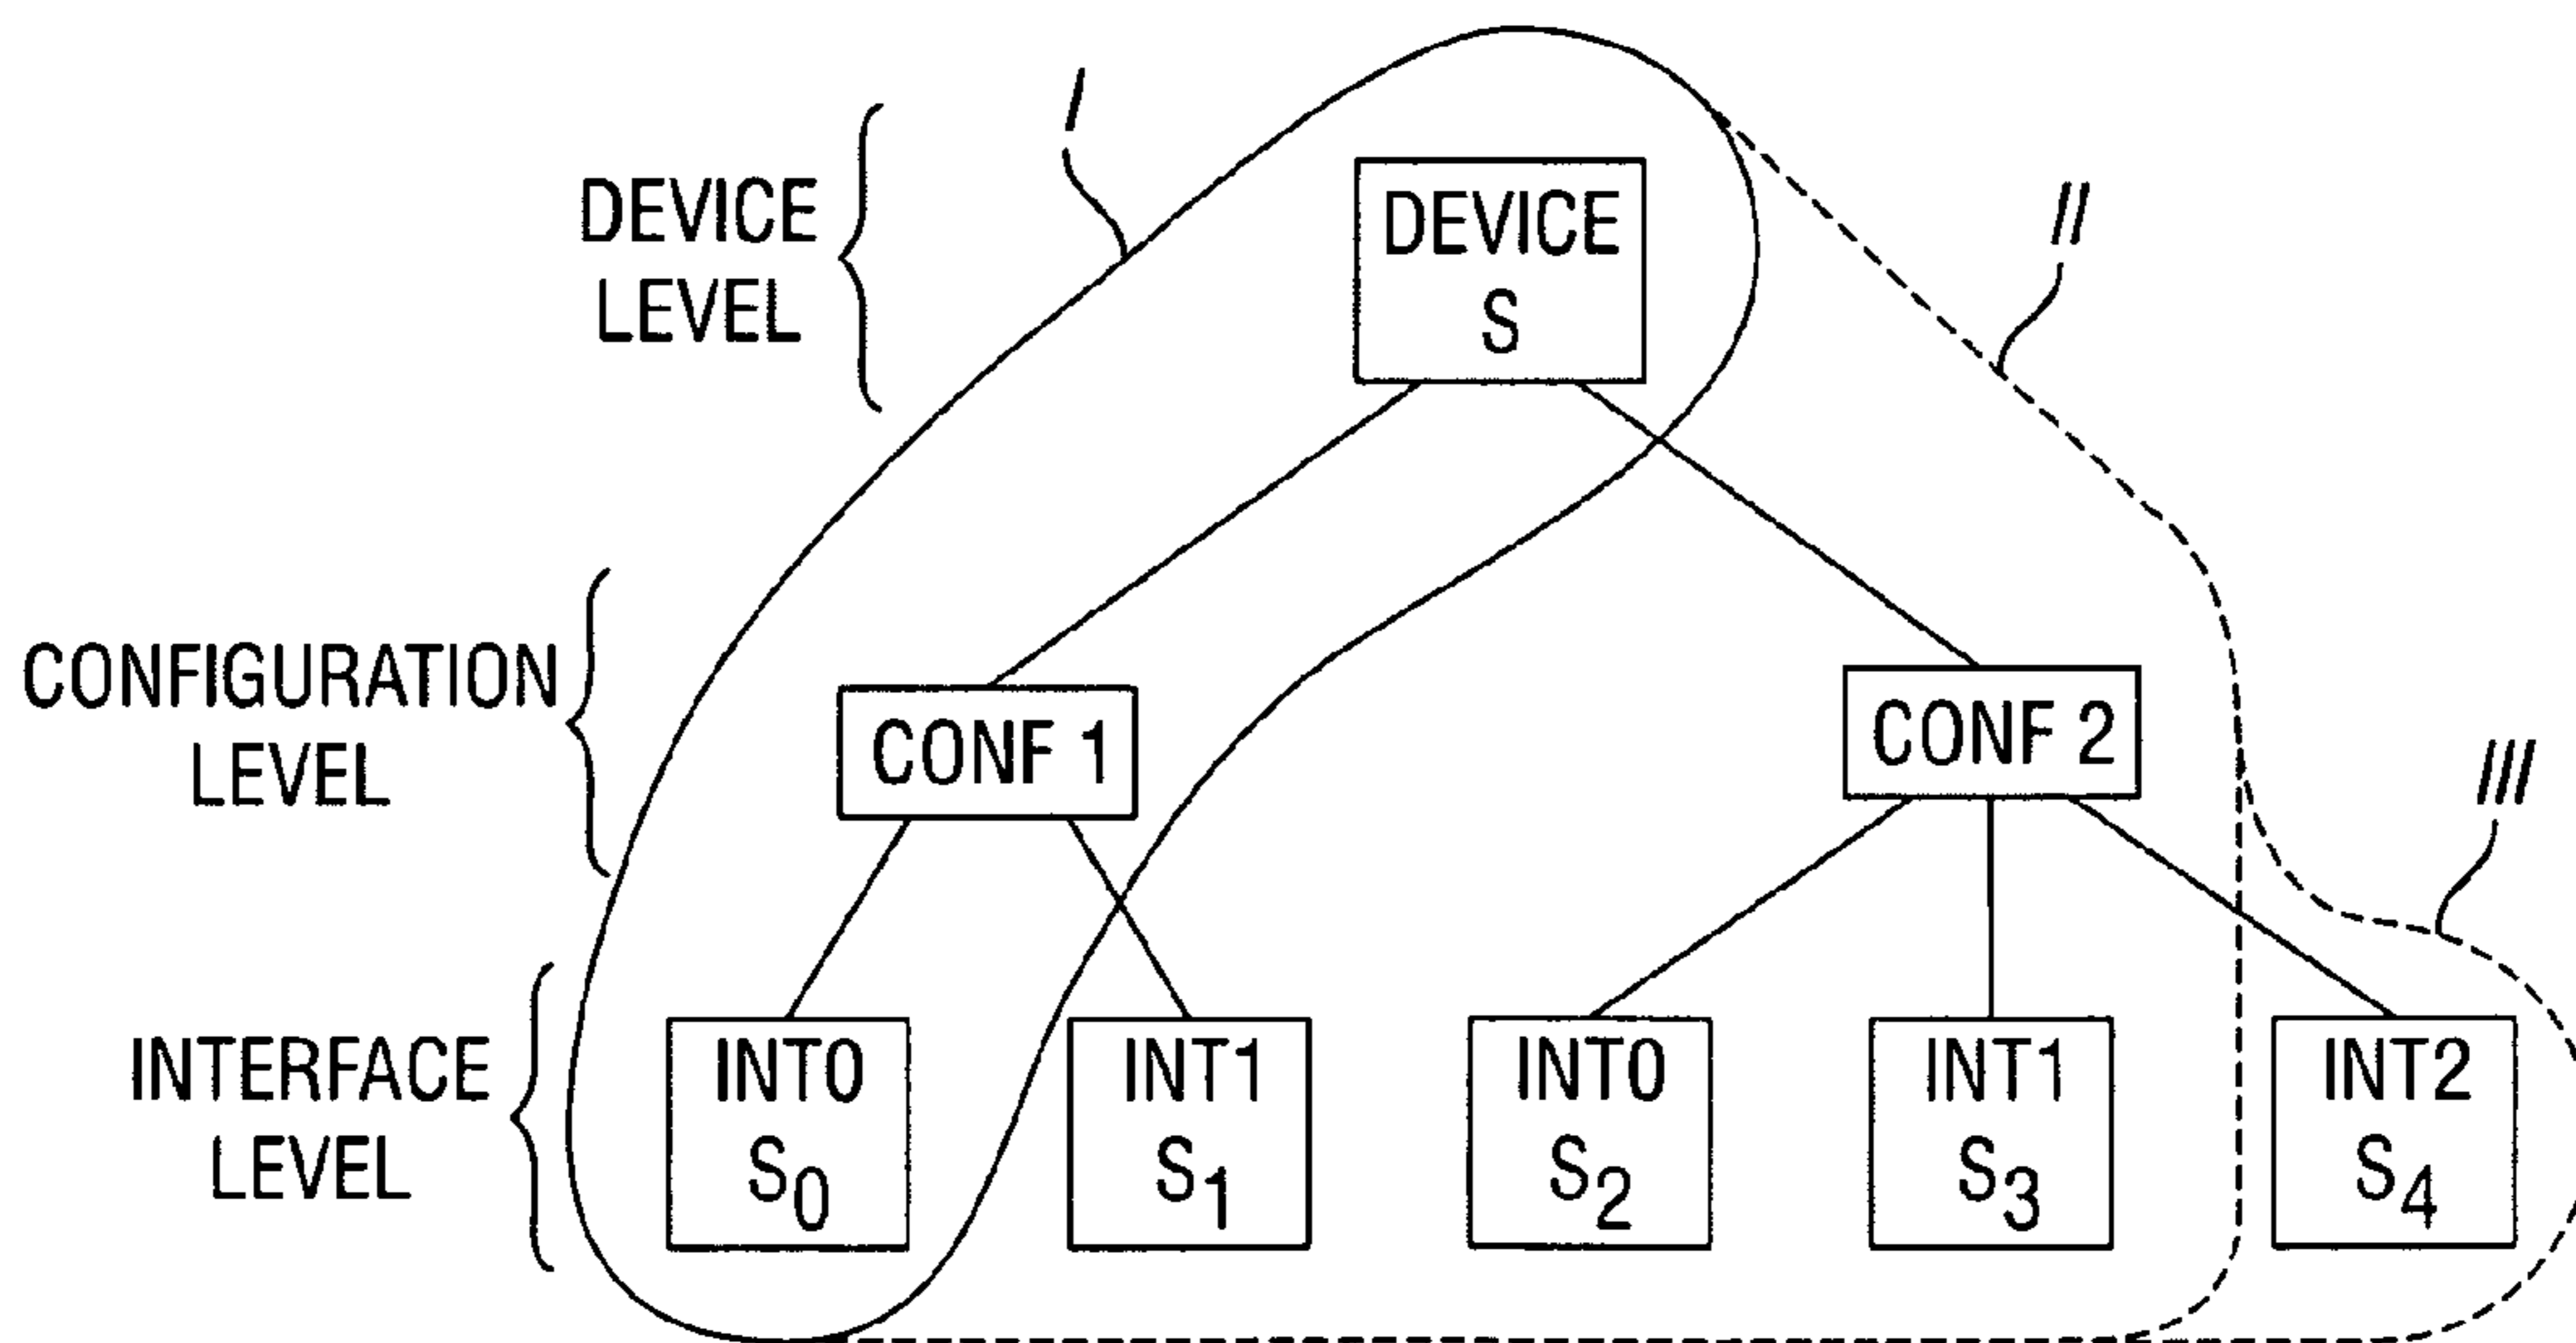 I
DEVICE
LEVEL
DEVICE
S
II
CONFIGURATION
LEVEL
CONF 1
CONF 2
III
INTERFACE
LEVEL
INT0
S0
INT1
S1
INT0
S2
INT1
S3
INT2
S4